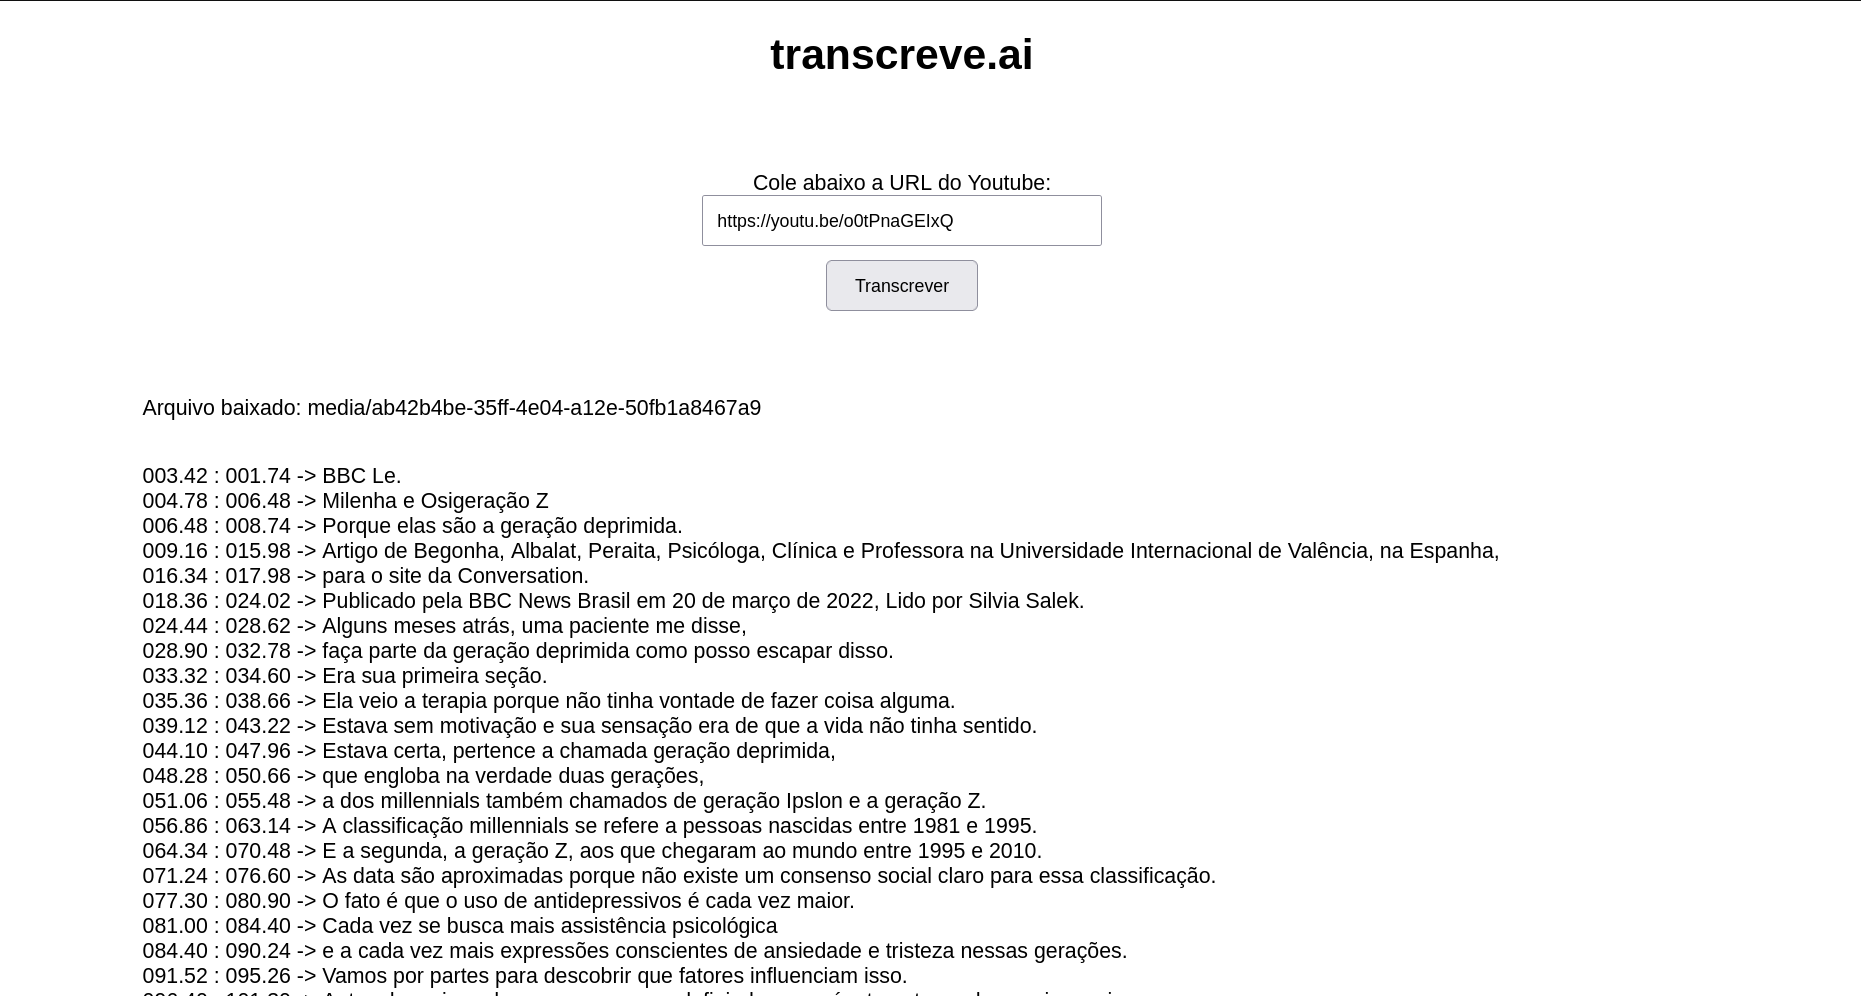 transcreve.ai
Cole abaixo a URL do Youtube:
https://youtu.be/o0tPnaGEIxQ
Transcrever
Arquivo baixado: media/ab42b4be-35ff-4e04-a12e-50fb1a8467a9
003.42 : 001.74 -> BBC Le.
004.78 : 006.48 -> Milenha e Osigeração Z
006.48 : 008.74 -> Porque elas são a geração deprimida.
009.16 : 015.98 -> Artigo de Begonha, Albalat, Peraita, Psicóloga, Clínica e Professora na Universidade Internacional de Valência, na Espanha,
016.34 : 017.98 -> para o site da Conversation.
018.36 : 024.02 -> Publicado pela BBC News Brasil em 20 de março de 2022, Lido por Silvia Salek.
024.44 : 028.62 -> Alguns meses atrás, uma paciente me disse,
028.90 : 032.78 -> faça parte da geração deprimida como posso escapar disso.
033.32 : 034.60 -> Era sua primeira seção.
035.36 : 038.66 -> Ela veio a terapia porque não tinha vontade de fazer coisa alguma.
039.12 : 043.22 -> Estava sem motivação e sua sensação era de que a vida não tinha sentido.
044.10 : 047.96 -> Estava certa, pertence a chamada geração deprimida,
048.28 : 050.66 -> que engloba na verdade duas gerações,
051.06 : 055.48 -> a dos millennials também chamados de geração Ipslon e a geração Z.
056.86 : 063.14 -> A classificação millennials se refere a pessoas nascidas entre 1981 e 1995.
064.34 : 070.48 -> E a segunda, a geração Z, aos que chegaram ao mundo entre 1995 e 2010.
071.24 : 076.60 -> As data são aproximadas porque não existe um consenso social claro para essa classificação.
077.30 : 080.90 -> O fato é que o uso de antidepressivos é cada vez maior.
081.00 : 084.40 -> Cada vez se busca mais assistência psicológica
084.40 : 090.24 -> e a cada vez mais expressões conscientes de ansiedade e tristeza nessas gerações.
091.52 : 095.26 -> Vamos por partes para descobrir que fatores influenciam isso.